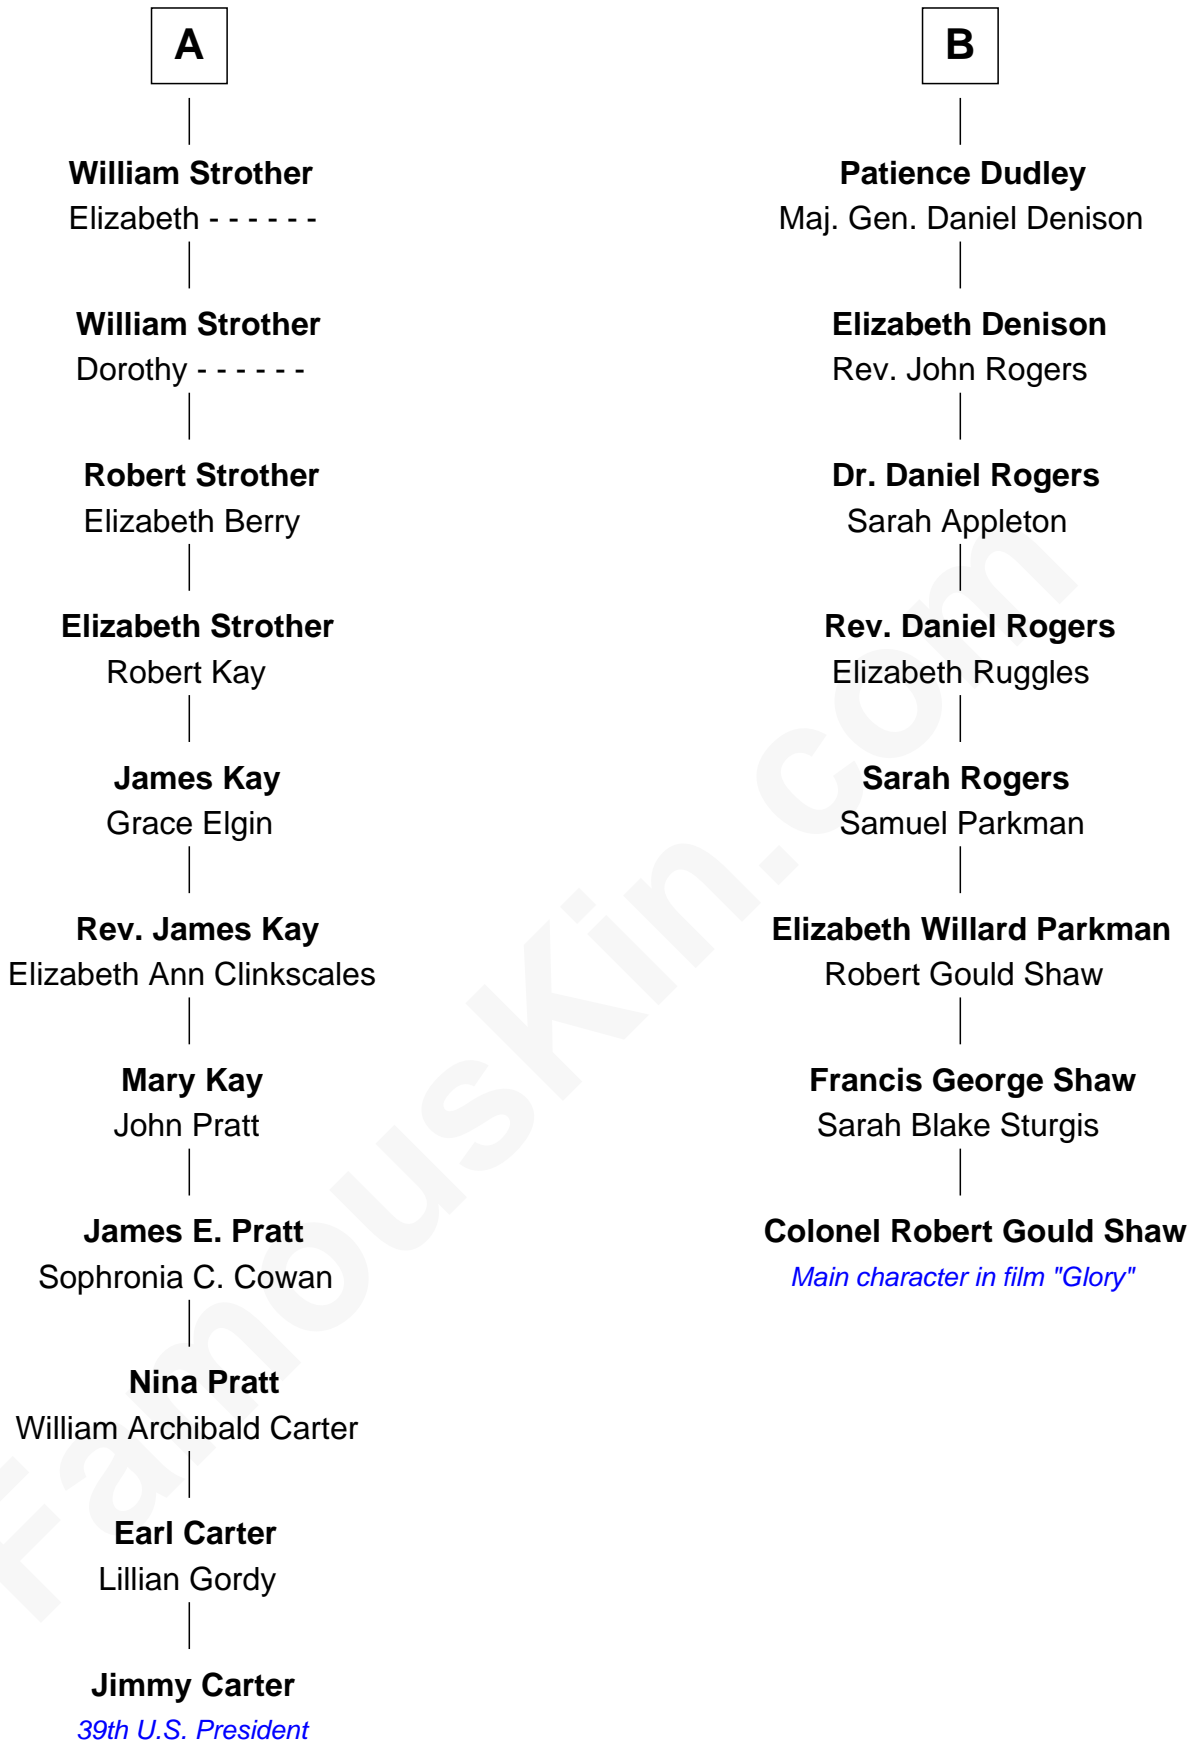 A
William Strother
Elizabeth - - - - - -
William Strother
Dorothy - - - - - -
Robert Strother
Elizabeth Berry
Elizabeth Strother
Robert Kay
James Kay
Grace Elgin
Rev. James Kay
Elizabeth Ann Clinkscales
Mary Kay
John Pratt
James E. Pratt
Sophronia C. Cowan
Nina Pratt
William Archibald Carter
Earl Carter
Lillian Gordy
Jimmy Carter
39th U.S. President
B
Patience Dudley
Maj. Gen. Daniel Denison
Elizabeth Denison
Rev. John Rogers
Dr. Daniel Rogers
Sarah Appleton
Rev. Daniel Rogers
Elizabeth Ruggles
Sarah Rogers
Samuel Parkman
Elizabeth Willard Parkman
Robert Gould Shaw
Francis George Shaw
Sarah Blake Sturgis
Colonel Robert Gould Shaw
Main character in film "Glory"
FamousKin.com